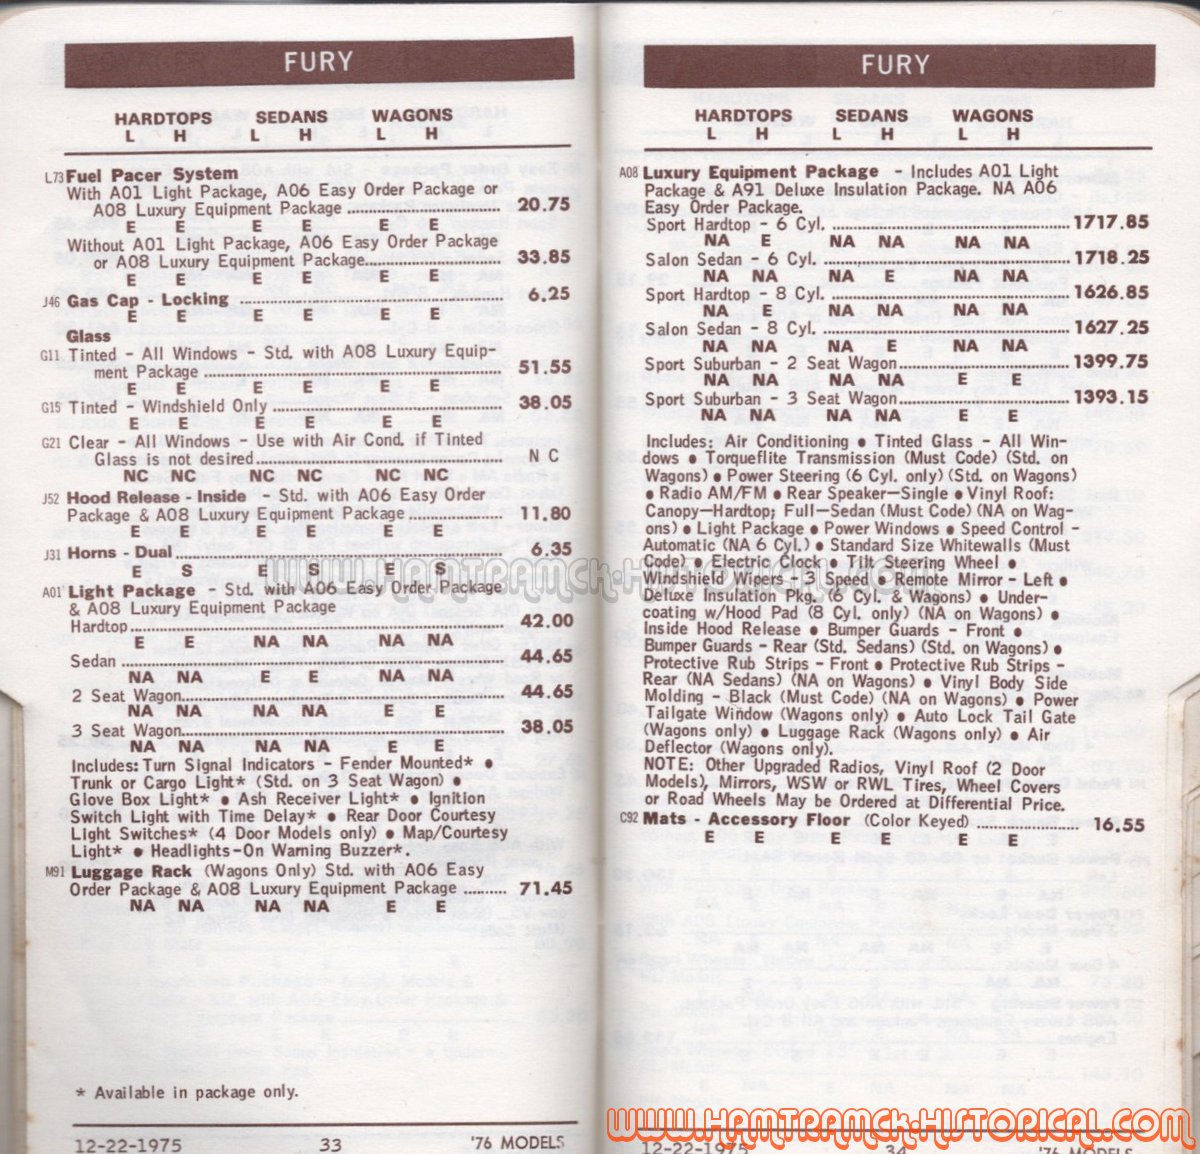 FURY
HARDTOPS SEDANS WAGONS
L H L H L H
L73 Fuel Pacer System
With A01 Light Package, A06 Easy Order Package or
A08 Luxury Equipment Package 20.75
E E E E E E
Without A01 Light Package, A06 Easy Order Package
or A08 Luxury Equipment Package 33.85
E E E E E E
J46 Gas Cap - Locking 6.25
E E E E E E
Glass
G11 Tinted - All Windows - Std. with A08 Luxury Equip-
ment Package 51.55
E E E E E E
G15 Tinted - Windshield Only 38.05
E E E E E E
G21 Clear - All Windows - Use with Air Cond. if Tinted
Glass is not desired N C
NC NC NC NC NC NC
J52 Hood Release - Inside - Std. with A06 Easy Order
Package & A08 Luxury Equipment Package 11.80
E E E E E E
J31 Horns - Dual 6.35
E S E S E S
A01 Light Package - Std. with A06 Easy Order Package
& A08 Luxury Equipment Package
Hardtop 42.00
E E NA NA NA NA
Sedan 44.65
NA NA E E NA NA
2 Seat Wagon 44.65
NA NA NA NA E E
3 Seat Wagon 38.05
NA NA NA NA E E
Includes: Turn Signal Indicators - Fender Mounted* •
Trunk or Cargo Light* (Std. on 3 Seat Wagon) •
Glove Box Light* • Ash Receiver Light* • Ignition
Switch Light with Time Delay* • Rear Door Courtesy
Light Switches* (4 Door Models only) • Map/Courtesy
Light* • Headlights-On Warning Buzzer*.
M91 Luggage Rack (Wagons Only) Std. with A06 Easy
Order Package & A08 Luxury Equipment Package 71.45
NA NA NA NA E E
* Available in package only.
12-22-1975 33 '76 MODELS
FURY
HARDTOPS SEDANS WAGONS
L H L H L H
A08 Luxury Equipment Package - Includes A01 Light
Package & A91 Deluxe Insulation Package. NA A06
Easy Order Package.
Sport Hardtop - 6 Cyl. 1717.85
NA E NA NA NA NA
Salon Sedan - 6 Cyl. 1718.25
NA NA NA E NA NA
Sport Hardtop - 8 Cyl. 1626.85
NA E NA NA NA NA
Salon Sedan - 8 Cyl. 1627.25
NA NA NA E NA NA
Sport Suburban - 2 Seat Wagon 1399.75
NA NA NA NA E E
Sport Suburban - 3 Seat Wagon 1393.15
NA NA NA NA E E
Includes: Air Conditioning • Tinted Glass - All Win-
dows • Torqueflite Transmission (Must Code) (Std. on
Wagons) • Power Steering (6 Cyl. only) (Std. on Wagons)
• Radio AM/FM • Rear Speaker—Single • Vinyl Roof:
Canopy—Hardtop; Full—Sedan (Must Code) (NA on Wag-
ons) • Light Package • Power Windows • Speed Control -
Automatic (NA 6 Cyl.) • Standard Size Whitewalls (Must
Code) • Electric Clock • Tilt Steering Wheel •
Windshield Wipers - 3 Speed • Remote Mirror - Left •
Deluxe Insulation Pkg. (6 Cyl. & Wagons) • Under-
coating w/Hood Pad (8 Cyl. only) (NA on Wagons) •
Inside Hood Release • Bumper Guards - Front •
Bumper Guards - Rear (Std. Sedans) (Std. on Wagons) •
Protective Rub Strips - Front • Protective Rub Strips -
Rear (NA Sedans) (NA on Wagons) • Vinyl Body Side
Molding - Black (Must Code) (NA on Wagons) • Power
Tailgate Window (Wagons only) • Auto Lock Tail Gate
(Wagons only) • Luggage Rack (Wagons only) • Air
Deflector (Wagons only).
NOTE: Other Upgraded Radios, Vinyl Roof (2 Door
Models), Mirrors, WSW or RWL Tires, Wheel Covers
or Road Wheels May be Ordered at Differential Price.
C92 Mats - Accessory Floor (Color Keyed) 16.55
E E E E E E
12-22-1975 34 '76 MODELS
www.Hamtramck-Historical.com
www.Hamtramck-Historical.com